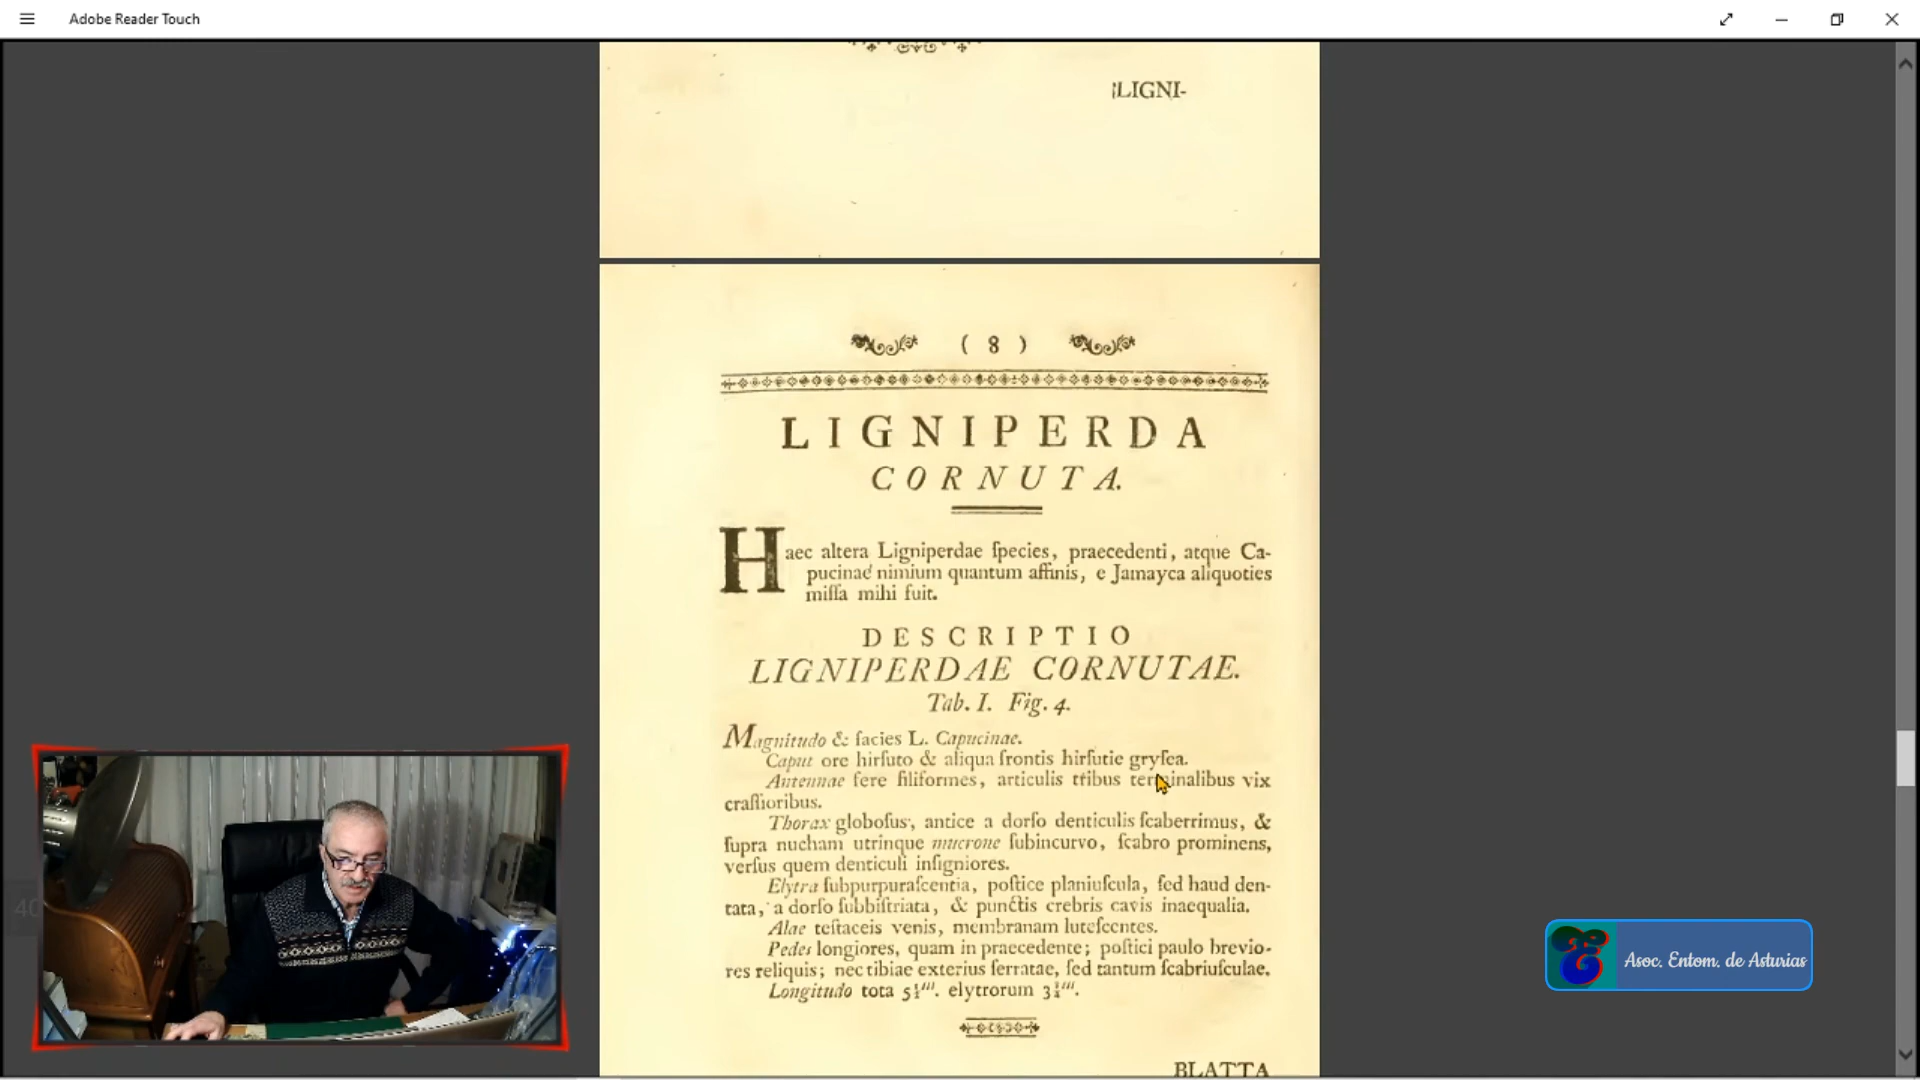 Adobe Reader Touch
LIGNI-
( 8 )
LIGNIPERDA
CORNUTA.
Haec altera Ligniperdae ſpecies, praecedenti, atque Ca-
pucinae nimium quantum affinis, e Jamayca aliquoties
miſſa mihi fuit.
DESCRIPTIO
LIGNIPERDAE CORNUTAE.
Tab. I. Fig. 4.
Magnitudo & facies L. Capucinae.
Caput ore hirſuto & aliqua frontis hirſutie gryſea.
Antennae fere filiformes, articulis tribus terminalibus vix
craſſioribus.
Thorax globoſus, antice a dorſo denticulis ſcaberrimus, &
ſupra nucham utrinque mucrone ſubincurvo, ſcabro prominens,
verſus quem denticuli inſigniores.
Elytra ſubpurpuraſcentia, poſtice planiuſcula, ſed haud den-
tata, a dorſo ſubbiſtriata, & punctis crebris cavis inaequalia.
Alae teſtaceis venis, membranam luteſcentes.
Pedes longiores, quam in praecedente; poſtici paulo brevio-
res reliquis; nec tibiae exterius ſerratae, ſed tantum ſcabriuſculae.
Longitudo tota 5½′′′. elytrorum
BLATTA
Asoc. Entom. de Asturias